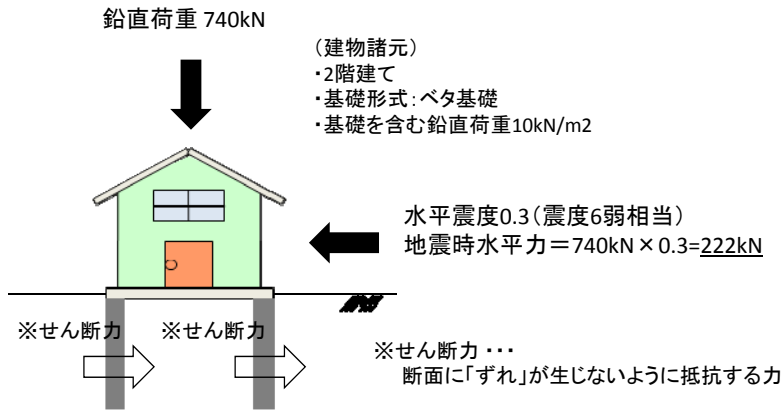 鉛直荷重 740kN
（建物諸元）
・2階建て
・基礎形式：ベタ基礎
・基礎を含む鉛直荷重10kN/m2
水平震度0.3（震度6弱相当）
地震時水平力＝740kN×0.3=222kN
※せん断力
※せん断力
※せん断力 ・・・
断面に「ずれ」が生じないように抵抗する力